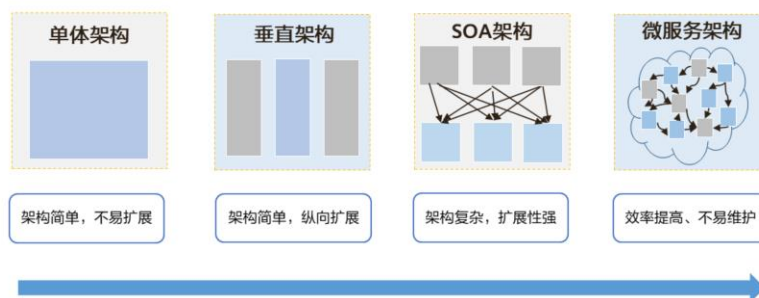 单体架构
垂直架构
SOA架构
微服务架构
架构简单，不易扩展
架构简单，纵向扩展
架构复杂，扩展性强
效率提高、不易维护